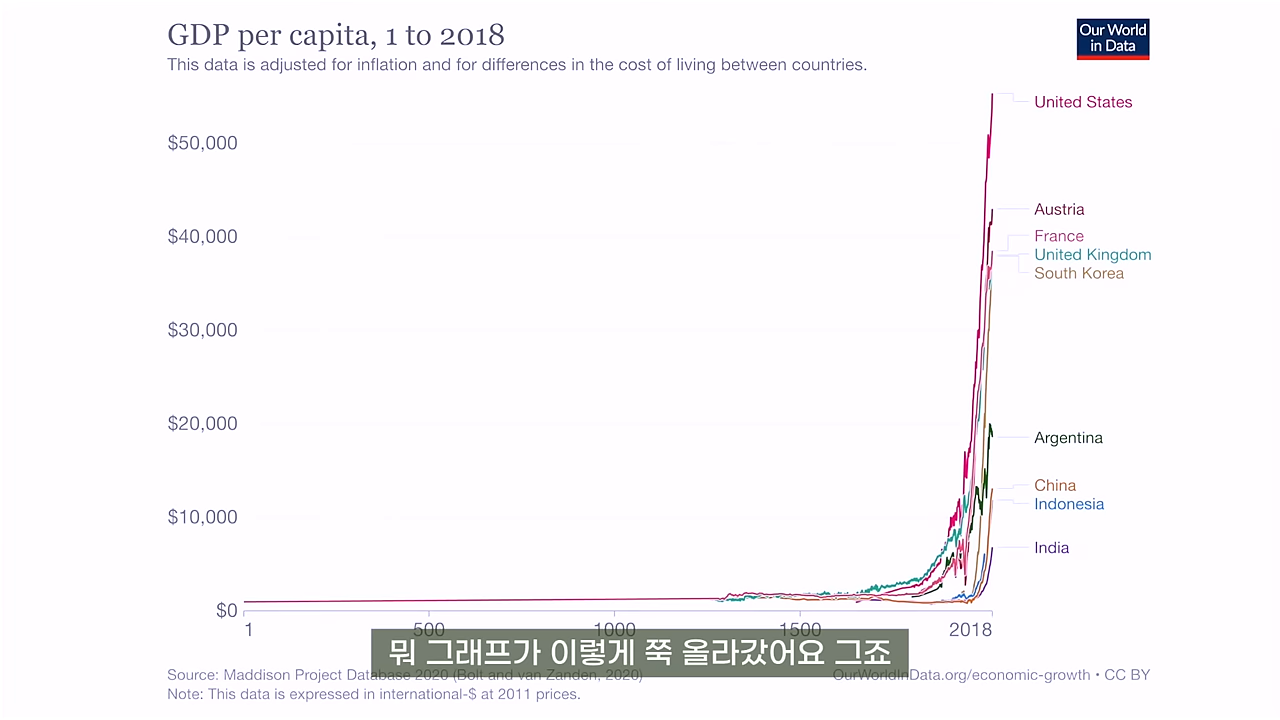 GDP per capita, 1 to 2018
Our World
in Data
This data is adjusted for inflation and for differences in the cost of living between countries.
United States
$50,000
Austria
$40,000
France
United Kingdom
South Korea
$30,000
$20,000
Argentina
China
Indonesia
$10,000
India
$0
1
500
1000
1500
2018
뭐 그래프가 이렇게 쭉 올라갔어요 그죠
Source: Maddison Project Database 2020 (Bolt and van Zanden, 2020)
OurWorldInData.org/economic-growth • CC BY
Note: This data is expressed in international-$ at 2011 prices.